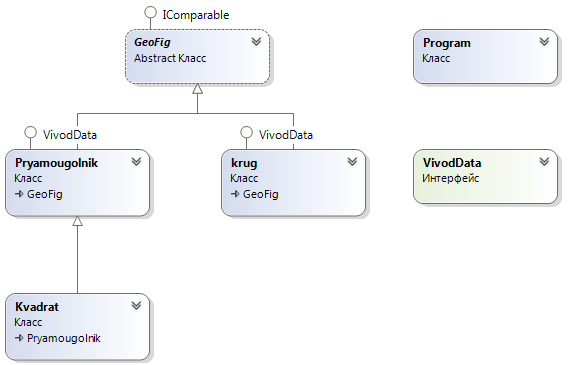 IComparable
GeoFig
Abstract Класс
Program
Класс
VivodData
VivodData
Pryamougolnik
Класс
GeoFig
krug
Класс
GeoFig
VivodData
Интерфейс
Kvadrat
Класс
Pryamougolnik